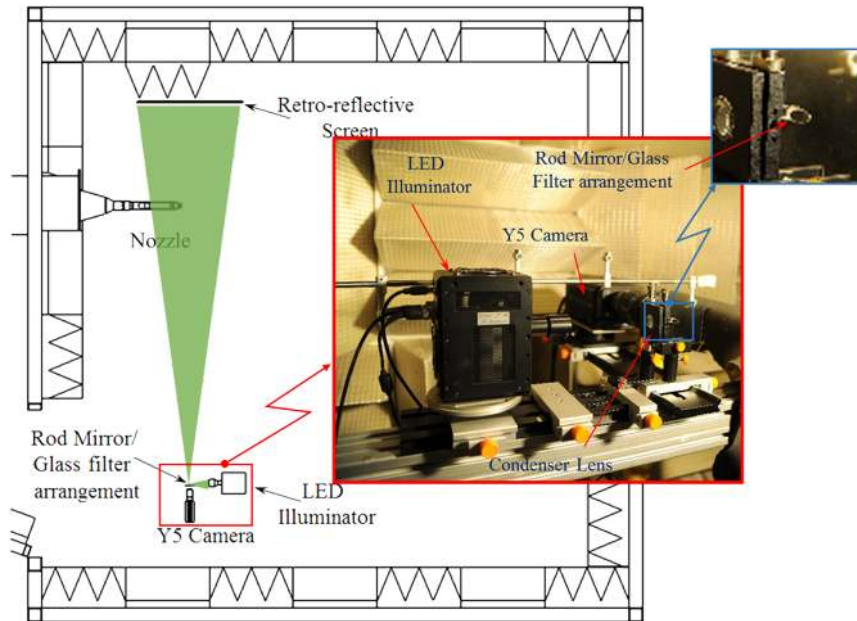 Retro-reflective
Screen
Nozzle
LED
Illuminator
Rod Mirror/Glass
Filter arrangement
Y5 Camera
Condenser Lens
Rod Mirror/
Glass filter
arrangement
LED
Illuminator
Y5 Camera